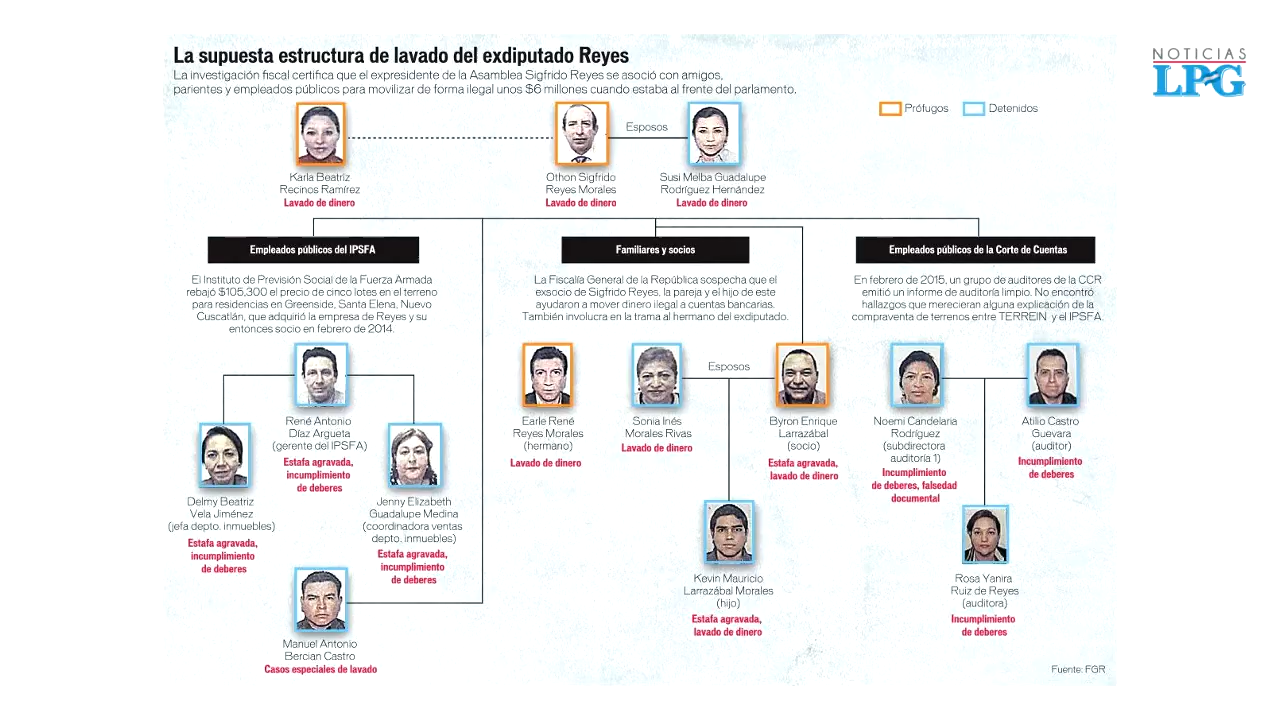 La supuesta estructura de lavado del exdiputado Reyes
La investigación fiscal certifica que el expresidente de la Asamblea Sigfrido Reyes se asoció con amigos,
parientes y empleados públicos para movilizar de forma ilegal unos $6 millones cuando estaba al frente del parlamento.
NOTICIAS
LPG
Prófugos
Detenidos
Esposos
Karla Beatriz
Recinos Ramírez
Lavado de dinero
Othon Sigfrido
Reyes Morales
Lavado de dinero
Susi Melba Guadalupe
Rodríguez Hernández
Lavado de dinero
Empleados públicos del IPSFA
El Instituto de Previsión Social de la Fuerza Armada
rebajó $105,300 el precio de cinco lotes en el terreno
para residencias en Greenside, Santa Elena, Nuevo
Cuscatlán, que adquirió la empresa de Reyes y su
entonces socio en febrero de 2014.
René Antonio
Díaz Argueta
(gerente del IPSFA)
Estafa agravada,
incumplimiento
de deberes
Delmy Beatriz
Vela Jiménez
(jefa depto. inmuebles)
Estafa agravada,
incumplimiento
de deberes
Jenny Elizabeth
Guadalupe Medina
(coordinadora ventas
depto. inmuebles)
Estafa agravada,
incumplimiento
de deberes
Manuel Antonio
Bercian Castro
Casos especiales de lavado
Familiares y socios
La Fiscalía General de la República sospecha que el
exsocio de Sigfrido Reyes, la pareja y el hijo de este
ayudaron a mover dinero ilegal a cuentas bancarias.
También involucra en la trama al hermano del exdiputado.
Earle René
Reyes Morales
(hermano)
Lavado de dinero
Sonia Inés
Morales Rivas
Lavado de dinero
Esposos
Byron Enrique
Larrazábal
(socio)
Estafa agravada,
lavado de dinero
Kevin Mauricio
Larrazábal Morales
(hijo)
Estafa agravada,
lavado de dinero
Empleados públicos de la Corte de Cuentas
En febrero de 2015, un grupo de auditores de la CCR
emitió un informe de auditoría limpio. No encontró
hallazgos que merecieran alguna explicación de la
compraventa de terrenos entre TERREIN y el IPSFA.
Noemi Candelaria
Rodríguez
(subdirectora
auditoría 1)
Incumplimiento
de deberes, falsedad
documental
Atilio Castro
Guevara
(auditor)
Incumplimiento
de deberes
Rosa Yanira
Ruiz de Reyes
(auditora)
Incumplimiento
de deberes
Fuente: FGR